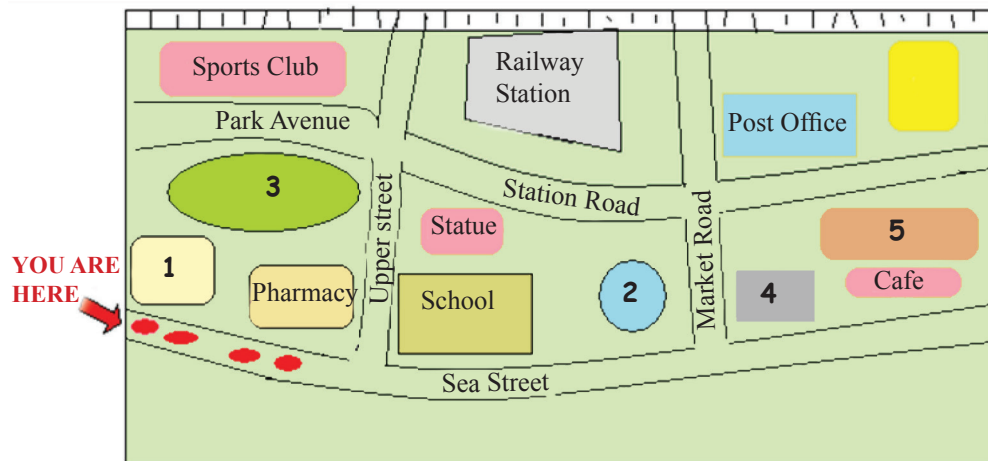 Sports Club
Railway
Station
Park Avenue
Post Office
3
Station Road
Upper street
Statue
Market Road
5
YOU ARE
HERE
1
Pharmacy
School
2
4
Cafe
Sea Street